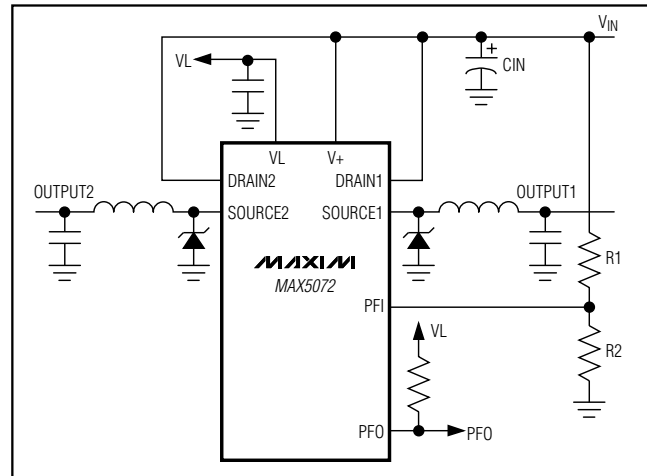 VIN
VL
+
CIN
VL
V+
DRAIN2
DRAIN1
OUTPUT2
OUTPUT1
SOURCE2
SOURCE1
MAXIM
MAX5072
R1
PFI
VL
R2
PFO
PFO